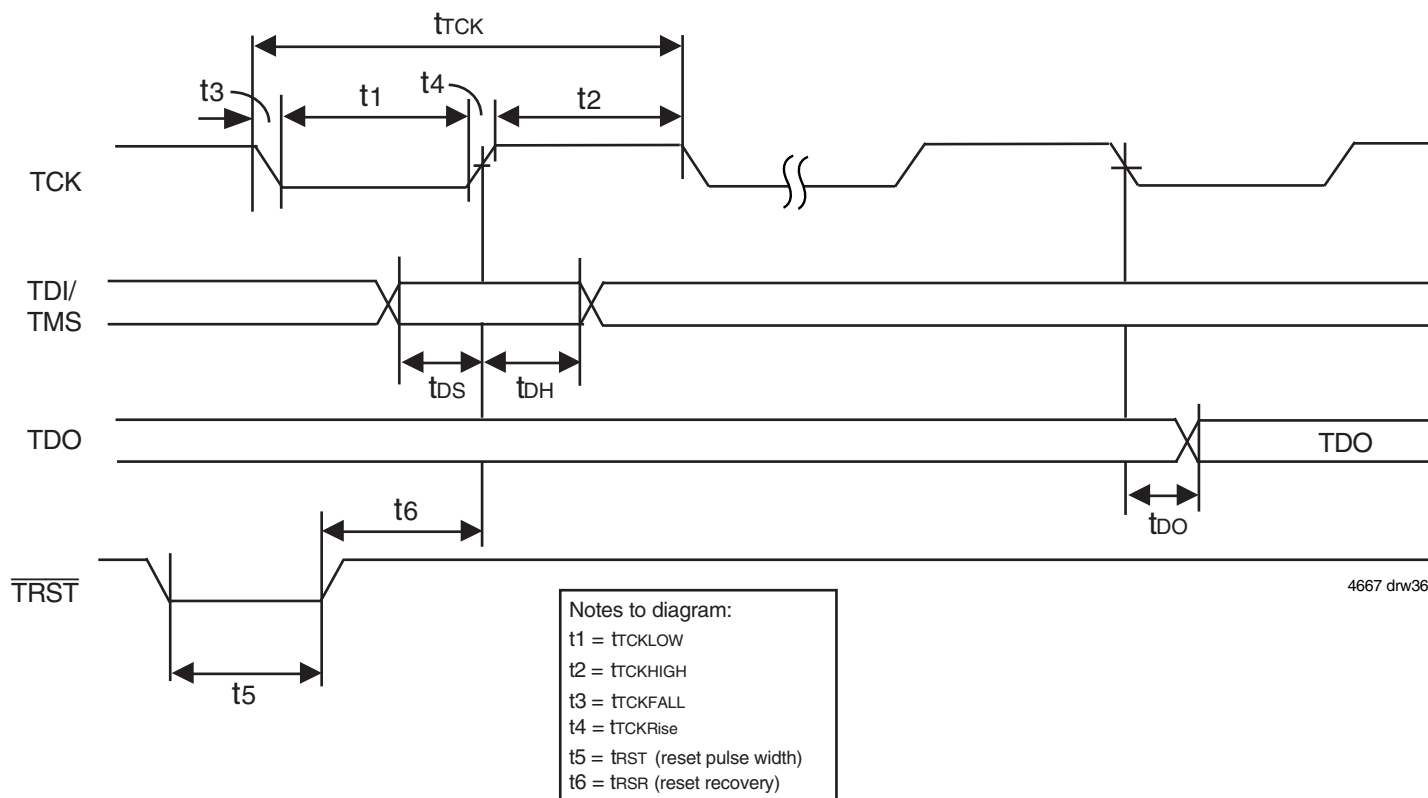 tTCK
t3
t1
t4
t2
TCK
TDI/
TMS
tDS
tDH
TDO
TDO
t6
tDO
TRST
4667 drw36
t5
Notes to diagram:
t1 = tTCKLOW
t2 = tTCKHIGH
t3 = tTCKFALL
t4 = tTCKRise
t5 = tRST (reset pulse width)
t6 = tRSR (reset recovery)